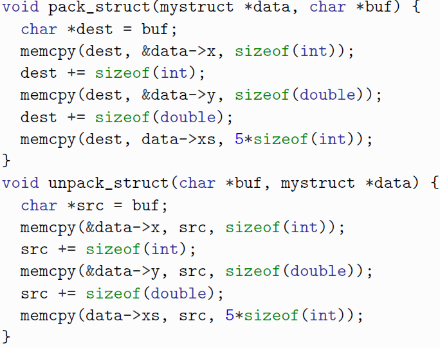 void pack_struct(mystruct *data, char *buf) {
  char *dest = buf;
  memcpy(dest, &data->x, sizeof(int));
  dest += sizeof(int);
  memcpy(dest, &data->y, sizeof(double));
  dest += sizeof(double);
  memcpy(dest, data->xs, 5*sizeof(int));
}
void unpack_struct(char *buf, mystruct *data) {
  char *src = buf;
  memcpy(&data->x, src, sizeof(int));
  src += sizeof(int);
  memcpy(&data->y, src, sizeof(double));
  src += sizeof(double);
  memcpy(data->xs, src, 5*sizeof(int));
}